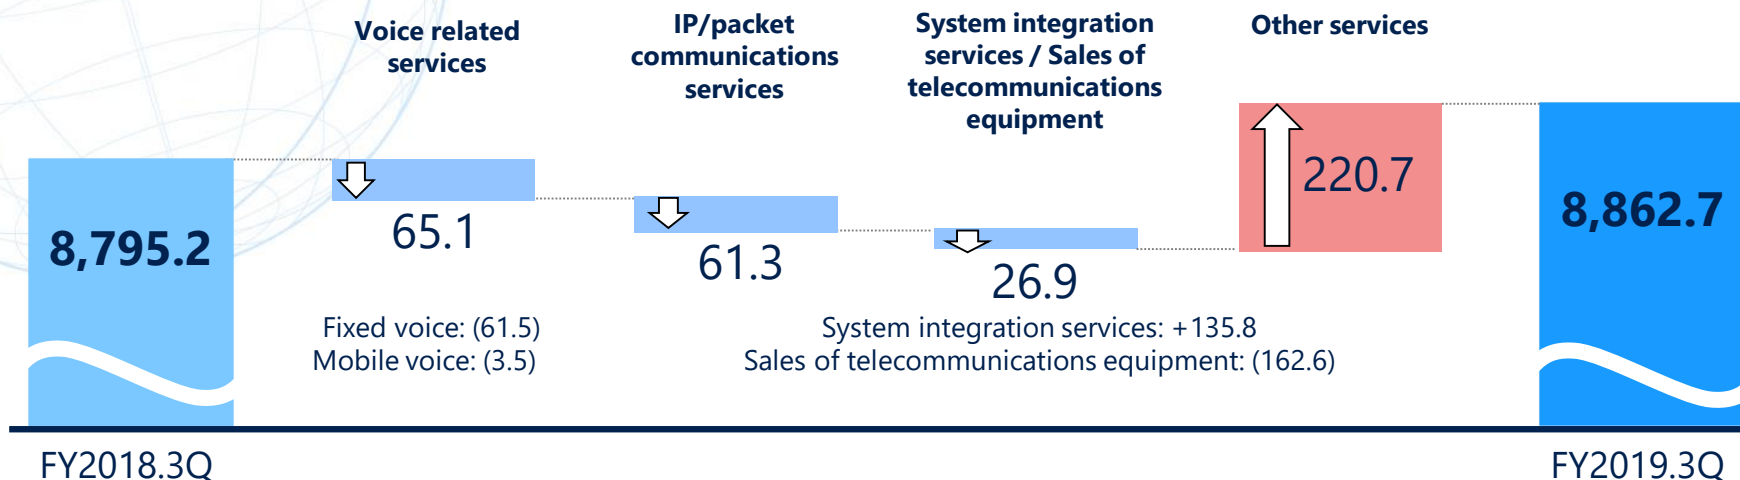 Voice related
services
IP/packet
communications
services
System integration
services / Sales of
telecommunications
equipment
Other services
8,795.2
65.1
61.3
26.9
220.7
8,862.7
Fixed voice: (61.5)
Mobile voice: (3.5)
System integration services: +135.8
Sales of telecommunications equipment: (162.6)
FY2018.3Q
FY2019.3Q